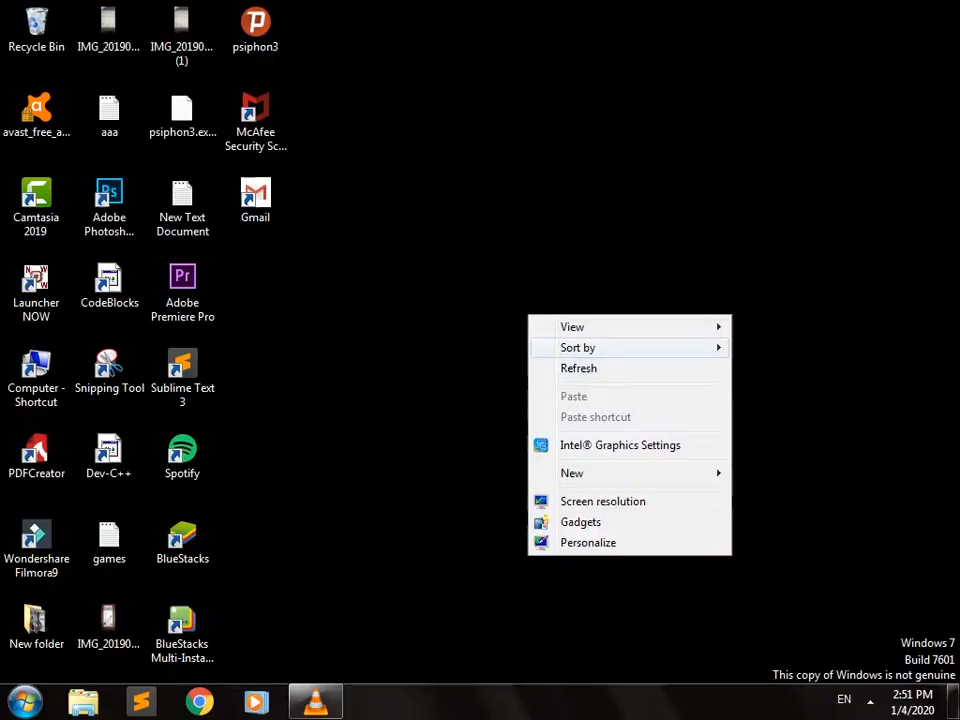 Recycle Bin
IMG_20190...
IMG_20190...
(1)
psiphon3
avast_free_a...
aaa
psiphon3.ex...
McAfee
Security Sc...
Camtasia
2019
Adobe
Photosh...
New Text
Document
Gmail
Launcher
NOW
CodeBlocks
Adobe
Premiere Pro
Computer -
Shortcut
Snipping Tool
Sublime Text
3
PDFCreator
Dev-C++
Spotify
Wondershare
Filmora9
games
BlueStacks
New folder
IMG_20190...
BlueStacks
Multi-Insta...
View
Sort by
Refresh
Paste
Paste shortcut
Intel® Graphics Settings
New
Screen resolution
Gadgets
Personalize
Windows 7
Build 7601
This copy of Windows is not genuine
EN
2:51 PM
1/4/2020